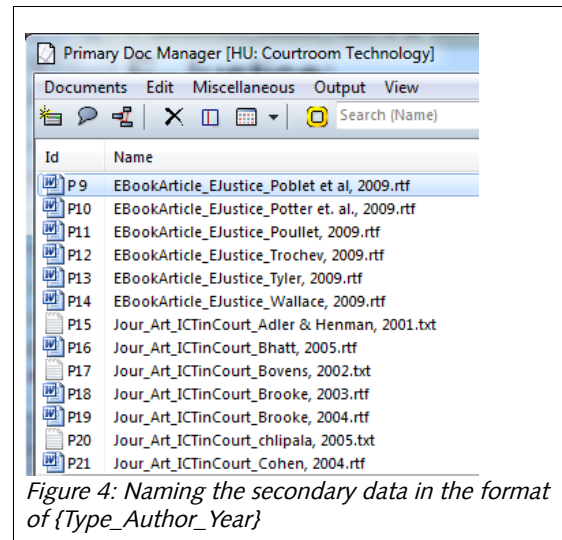 Primary Doc Manager [HU: Courtroom Technology]
Documents Edit Miscellaneous Output View
Search (Name)
Id Name
P 9 EBookArticle_EJustice_Poblet et al, 2009.rtf
P10 EBookArticle_EJustice_Potter et. al., 2009.rtf
P11 EBookArticle_EJustice_Poullet, 2009.rtf
P12 EBookArticle_EJustice_Trochev, 2009.rtf
P13 EBookArticle_EJustice_Tyler, 2009.rtf
P14 EBookArticle_EJustice_Wallace, 2009.rtf
P15 Jour_Art_ICTinCourt_Adler & Henman, 2001.txt
P16 Jour_Art_ICTinCourt_Bhatt, 2005.rtf
P17 Jour_Art_ICTinCourt_Bovens, 2002.txt
P18 Jour_Art_ICTinCourt_Brooke, 2003.rtf
P19 Jour_Art_ICTinCourt_Brooke, 2004.rtf
P20 Jour_Art_ICTinCourt_chlipala, 2005.txt
P21 Jour_Art_ICTinCourt_Cohen, 2004.rtf
Figure 4: Naming the secondary data in the format
of {Type_Author_Year}